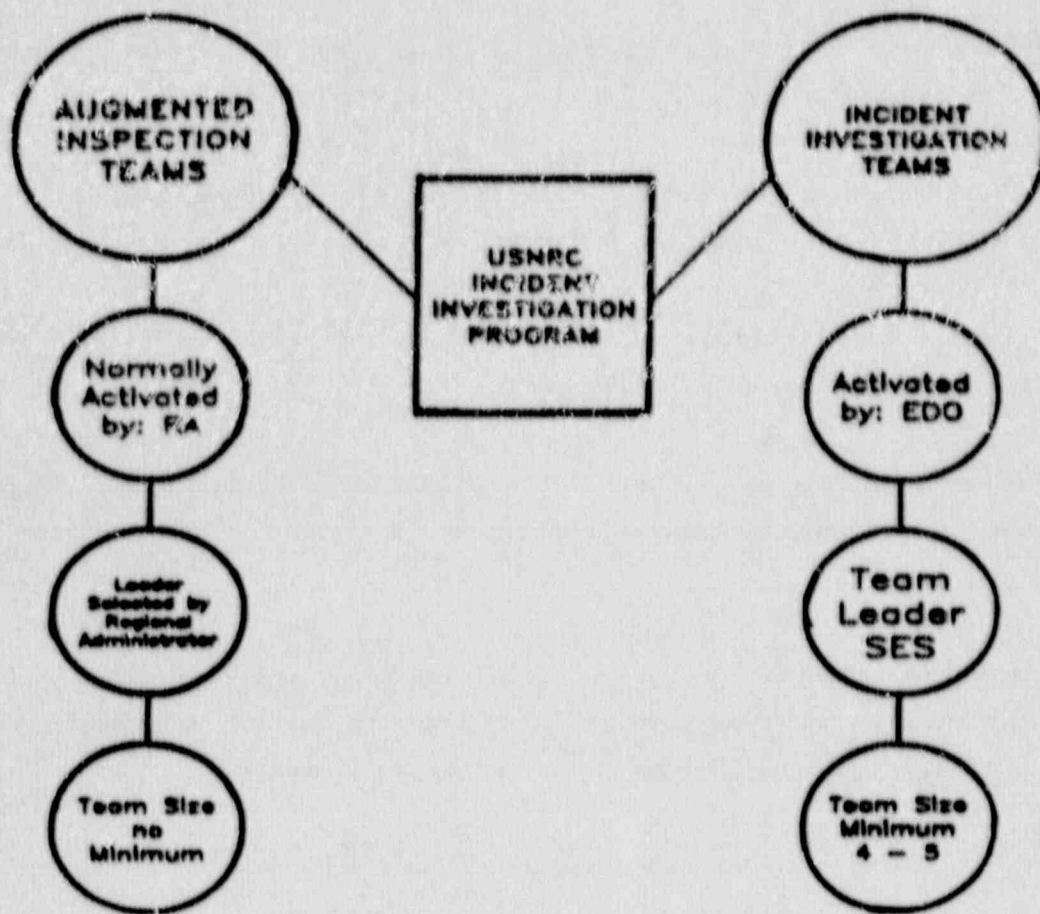 AUGMENTED
INSPECTION
TEAMS
Normally
Activated
by: RA
Leader
Selected by
Regional
Administrator
Team Size
no
Minimum
USNRC
INCIDENT
INVESTIGATION
PROGRAM
INCIDENT
INVESTIGATION
TEAMS
Activated
by: EDO
Team
Leader
SES
Team Size
Minimum
4 - 5